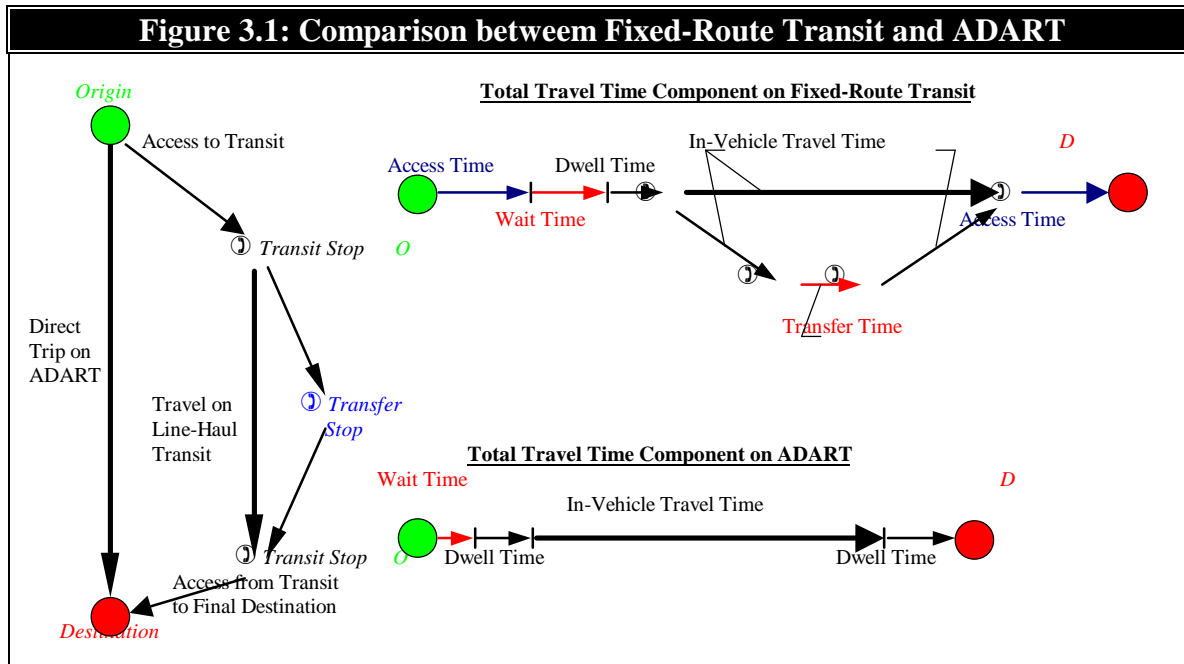 Figure 3.1: Comparison betweem Fixed-Route Transit and ADART
Origin
Access to Transit
Transit Stop
Direct
Trip on
ADART
Travel on
Line-Haul
Transit
Transfer
Stop
Transit Stop
Access from Transit
to Final Destination
Destination
Total Travel Time Component on Fixed-Route Transit
In-Vehicle Travel Time
D
Access Time
Dwell Time
Wait Time
Access Time
O
Transfer Time
Total Travel Time Component on ADART
Wait Time
D
In-Vehicle Travel Time
O
Dwell Time
Dwell Time